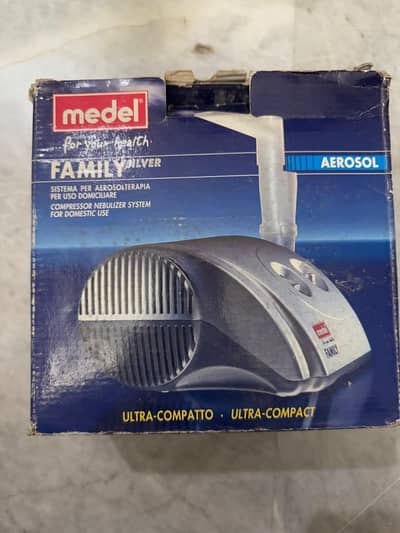 medel®
for your health
FAMILY SILVER
AEROSOL
SISTEMA PER AEROSOLTERAPIA
PER USO DOMICILIARE
COMPRESSOR NEBULIZER SYSTEM
FOR DOMESTIC USE
medel
FAMILY
ULTRA-COMPATTO - ULTRA-COMPACT